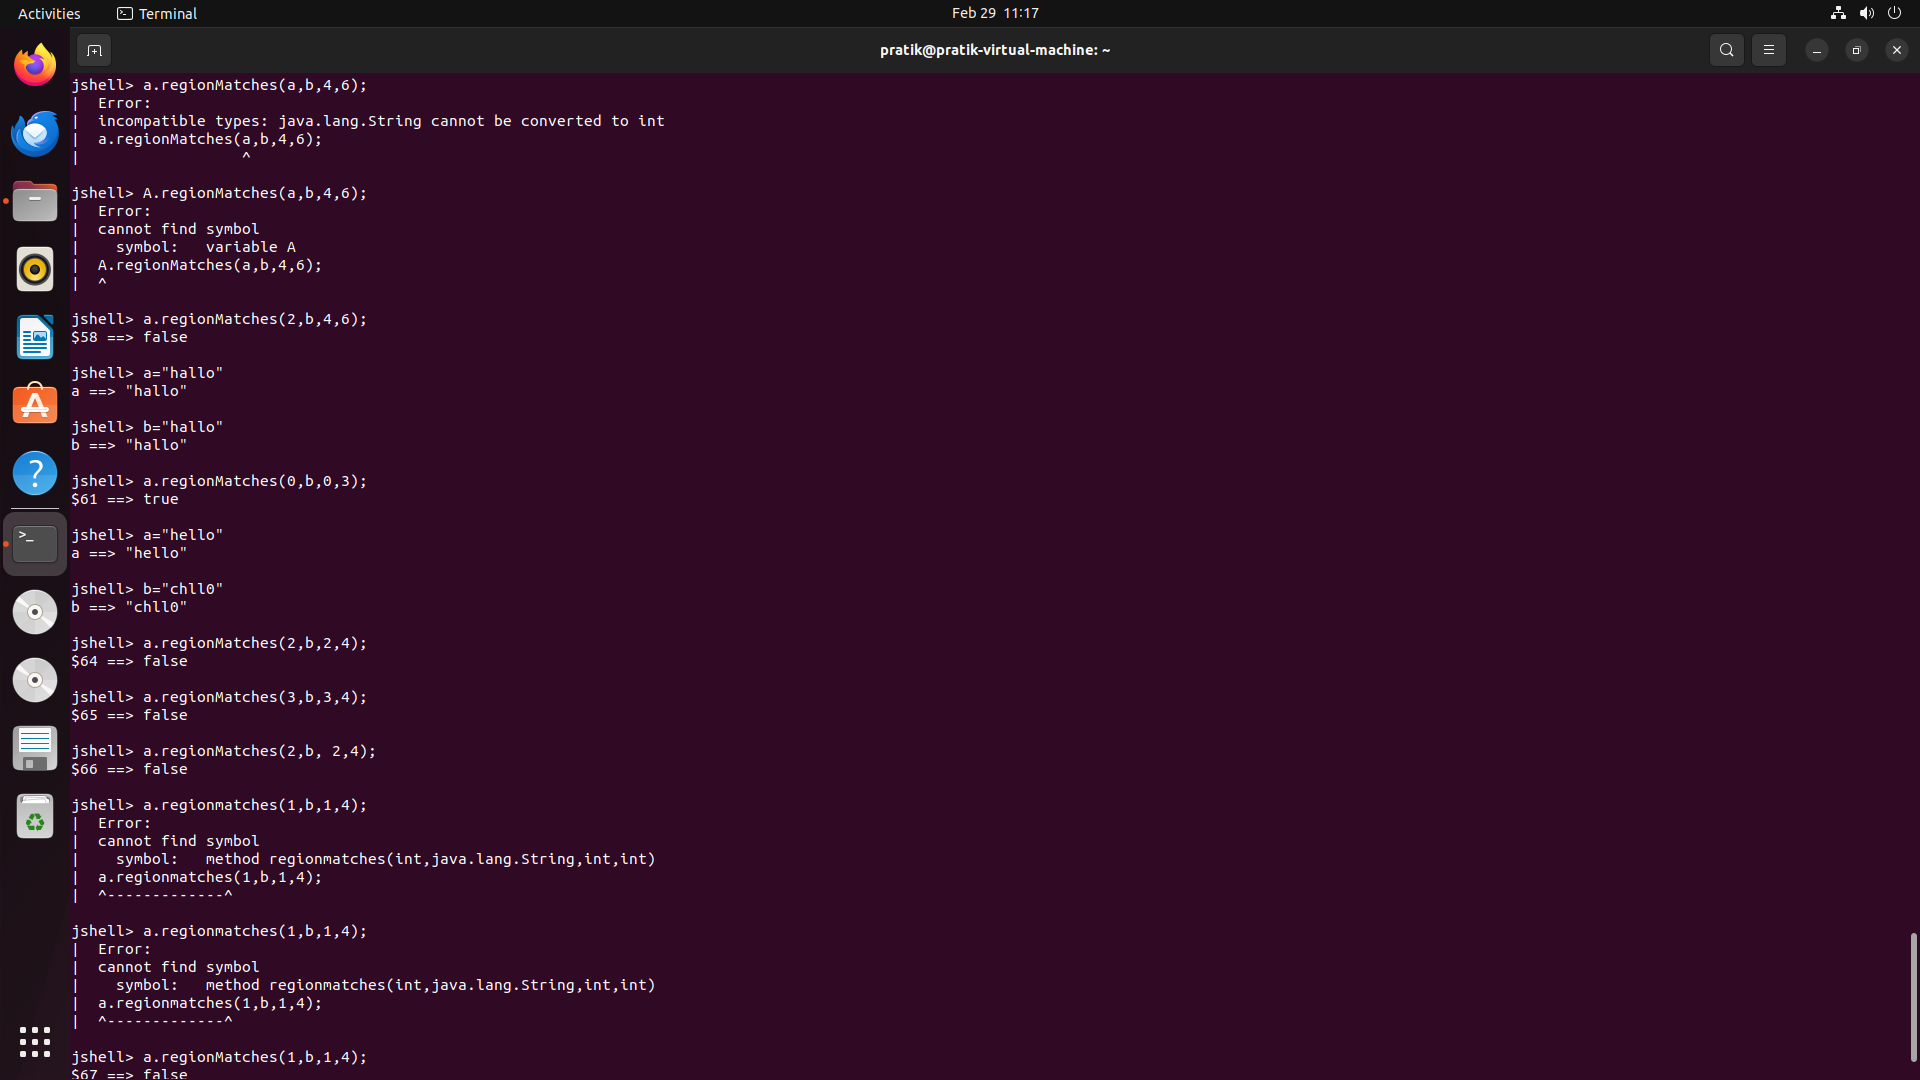 Activities
Terminal
Feb 29 11:17
pratik@pratik-virtual-machine: ~
jshell> a.regionMatches(a,b,4,6);
|  Error:
|  incompatible types: java.lang.String cannot be converted to int
|  a.regionMatches(a,b,4,6);
|                  ^
jshell> A.regionMatches(a,b,4,6);
|  Error:
|  cannot find symbol
|    symbol:   variable A
|  A.regionMatches(a,b,4,6);
|  ^
jshell> a.regionMatches(2,b,4,6);
$58 ==> false
jshell> a="hallo"
a ==> "hallo"
jshell> b="hallo"
b ==> "hallo"
jshell> a.regionMatches(0,b,0,3);
$61 ==> true
jshell> a="hello"
a ==> "hello"
jshell> b="chll0"
b ==> "chll0"
jshell> a.regionMatches(2,b,2,4);
$64 ==> false
jshell> a.regionMatches(3,b,3,4);
$65 ==> false
jshell> a.regionMatches(2,b, 2,4);
$66 ==> false
jshell> a.regionmatches(1,b,1,4);
|  Error:
|  cannot find symbol
|    symbol:   method regionmatches(int,java.lang.String,int,int)
|  a.regionmatches(1,b,1,4);
|  ^-------------^
jshell> a.regionmatches(1,b,1,4);
|  Error:
|  cannot find symbol
|    symbol:   method regionmatches(int,java.lang.String,int,int)
|  a.regionmatches(1,b,1,4);
|  ^-------------^
jshell> a.regionMatches(1,b,1,4);
$67 ==> false